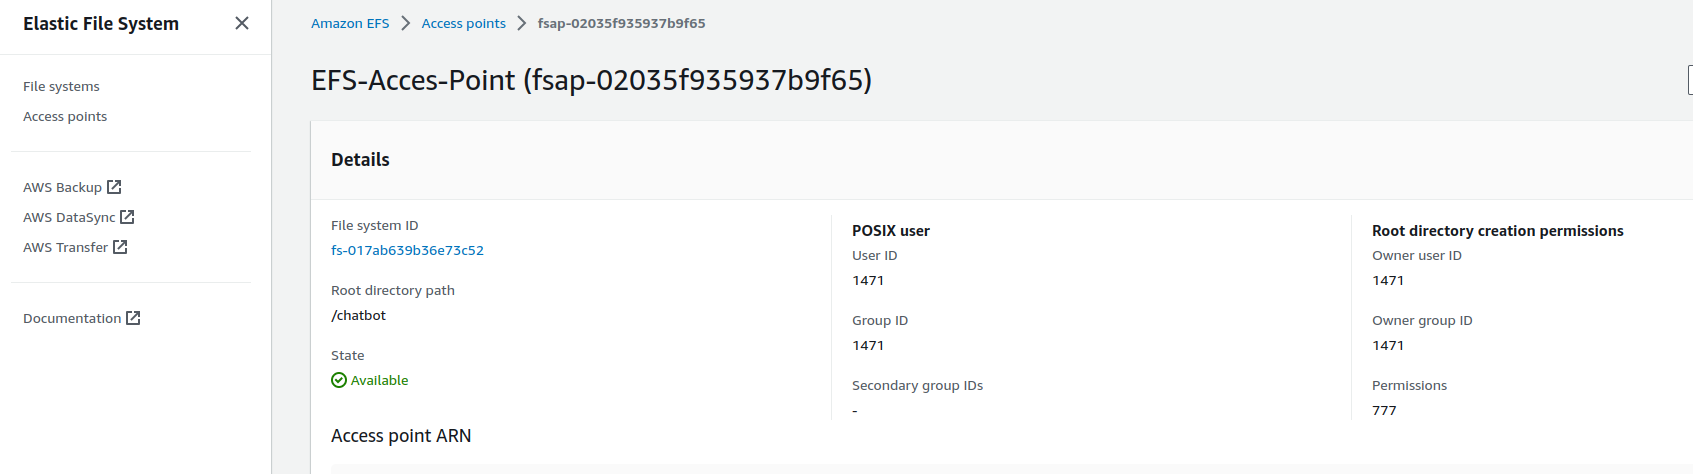 Elastic File System
File systems
Access points
AWS Backup
AWS DataSync
AWS Transfer
Documentation
Amazon EFS > Access points > fsap-02035f935937b9f65
EFS-Acces-Point (fsap-02035f935937b9f65)
Details
File system ID
fs-017ab639b36e73c52
Root directory path
/chatbot
State
Available
POSIX user
User ID
1471
Group ID
1471
Secondary group IDs
-
Root directory creation permissions
Owner user ID
1471
Owner group ID
1471
Permissions
777
Access point ARN